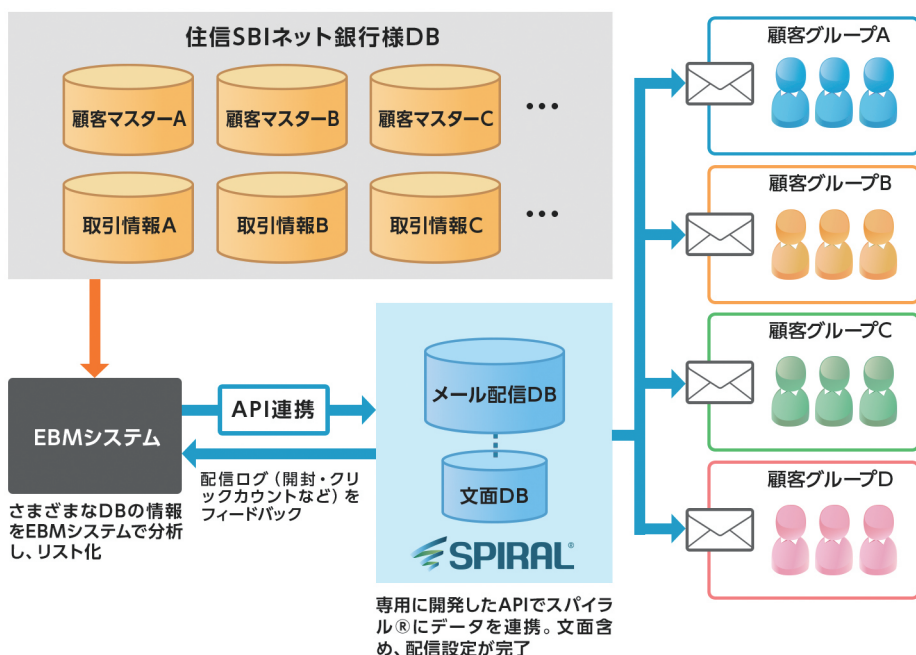 住信SBIネット銀行様DB
顧客マスターA
顧客マスターB
顧客マスターC
・・・
取引情報A
取引情報B
取引情報C
・・・
EBMシステム
さまざまなDBの情報
をEBMシステムで分析
し、リスト化
API連携
配信ログ（開封・クリ
ックカウントなど）を
フィードバック
メール配信DB
文面DB
SPIRAL®
専用に開発したAPIでスパイラ
ル®にデータを連携。文面含
め、配信設定が完了
顧客グループA
顧客グループB
顧客グループC
顧客グループD